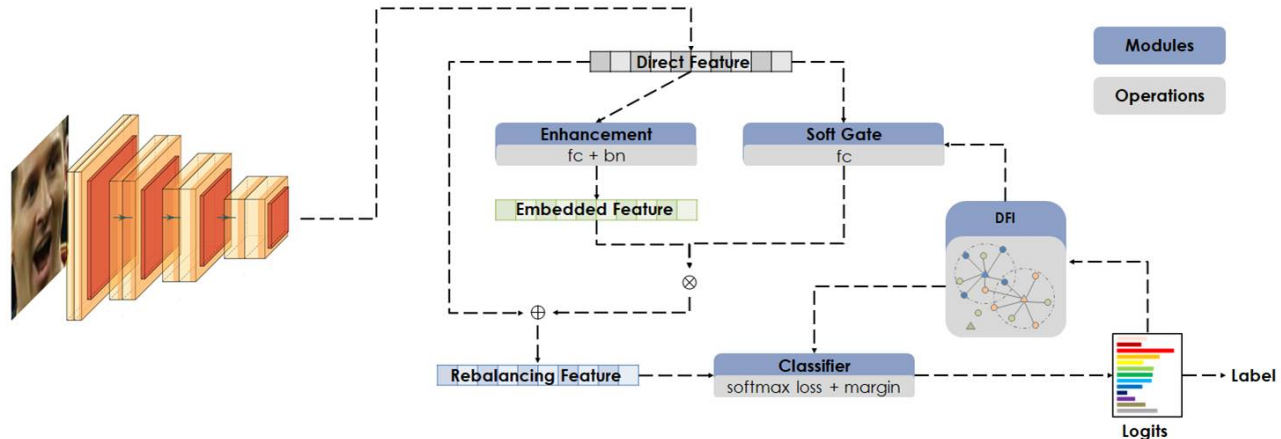 Direct Feature
Modules
Operations
Enhancement
fc + bn
Soft Gate
fc
Embedded Feature
DFI
Rebalancing Feature
Classifier
softmax loss + margin
Label
Logits